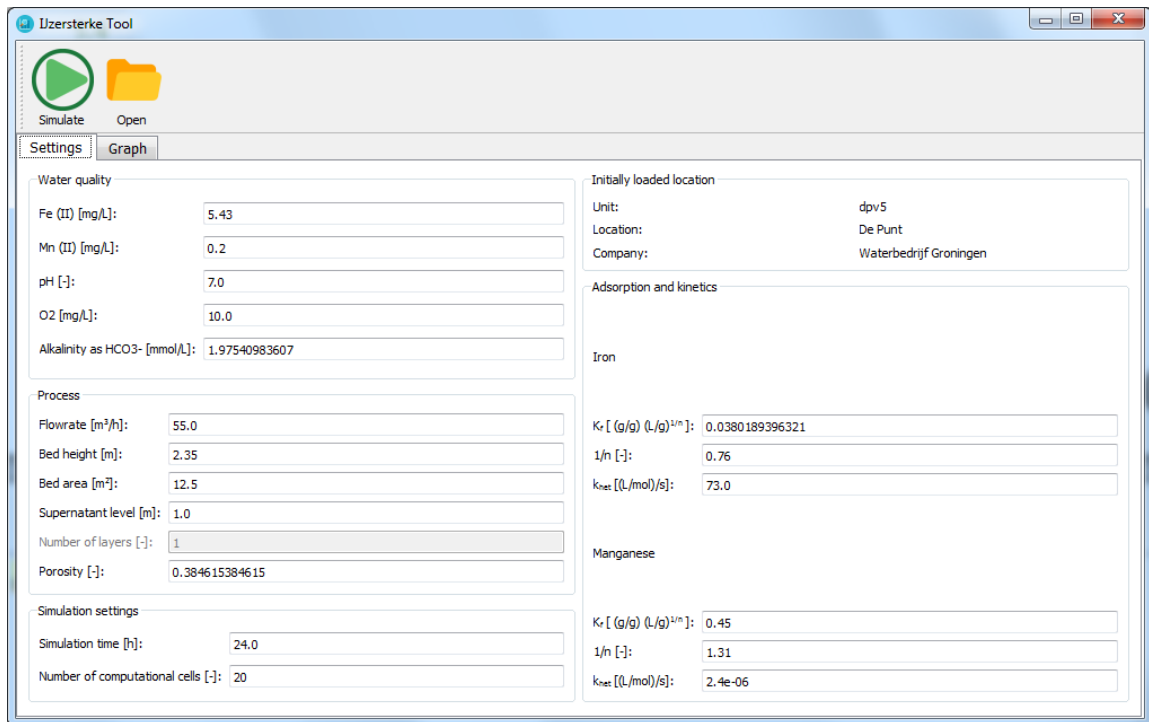 IJzersterke Tool
Simulate Open
Settings Graph
Water quality
Fe (II) [mg/L]: 5.43
Mn (II) [mg/L]: 0.2
pH [-]: 7.0
O2 [mg/L]: 10.0
Alkalinity as HCO3- [mmol/L]: 1.97540983607
Process
Flowrate [m³/h]: 55.0
Bed height [m]: 2.35
Bed area [m²]: 12.5
Supernatant level [m]: 1.0
Number of layers [-]: 1
Porosity [-]: 0.384615384615
Simulation settings
Simulation time [h]: 24.0
Number of computational cells [-]: 20
Initially loaded location
Unit: dpv5
Location: De Punt
Company: Waterbedrijf Groningen
Adsorption and kinetics
Iron
Kf [ (g/g) (L/g)¹/ⁿ ]: 0.0380189396321
1/n [-]: 0.76
khet [(L/mol)/s]: 73.0
Manganese
Kf [ (g/g) (L/g)¹/ⁿ ]: 0.45
1/n [-]: 1.31
khet [(L/mol)/s]: 2.4e-06